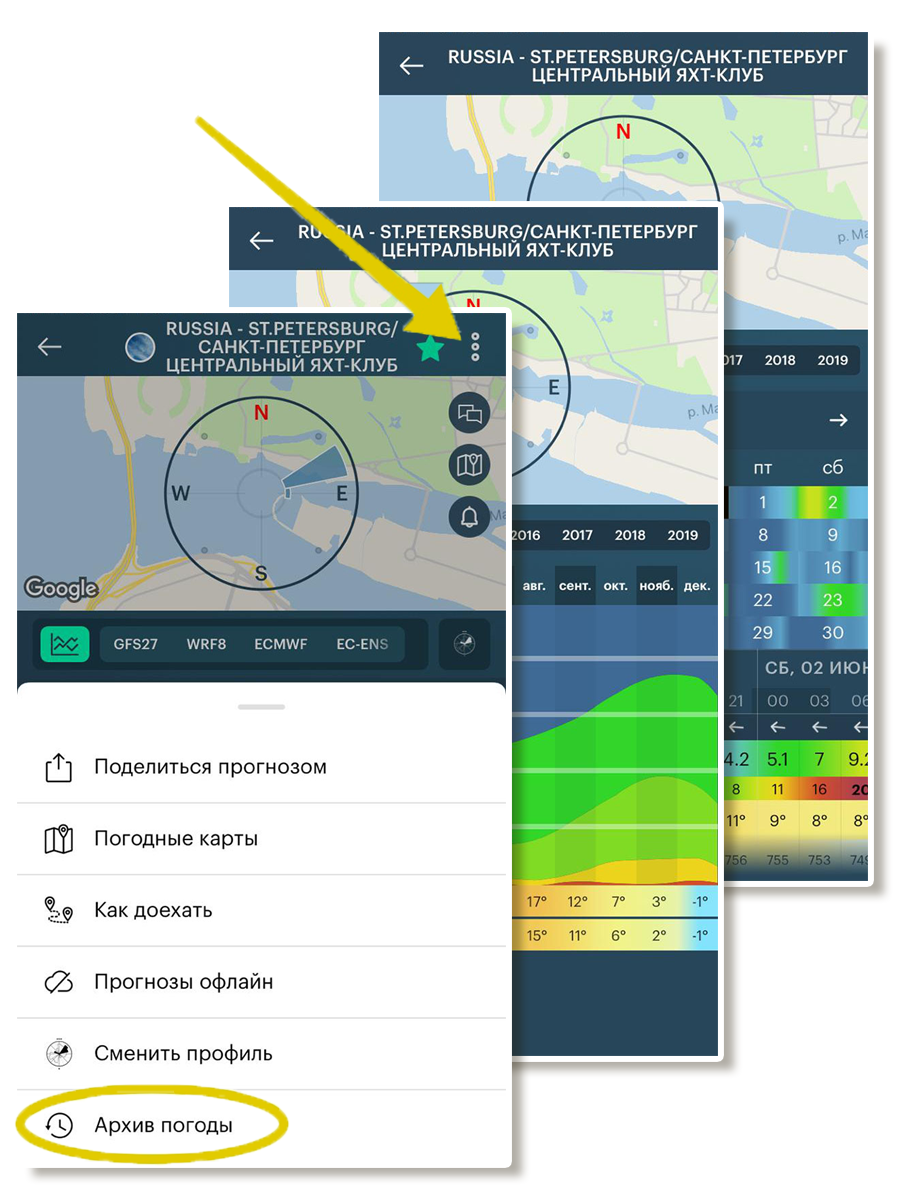 RUSSIA - ST.PETERSBURG/САНКТ-ПЕТЕРБУРГ
ЦЕНТРАЛЬНЫЙ ЯХТ-КЛУБ
N
р. Ма
017 2018 2019
пт сб
1 2
8 9
15 16
22 23
29 30
СБ, 02 ИЮН
21 00 03 06
4.2 5.1 7 9.2
8 11 16 20
11° 9° 8° 8°
756 755 753 749
RUSSIA - ST.PETERSBURG/САНКТ-ПЕТЕРБУРГ
ЦЕНТРАЛЬНЫЙ ЯХТ-КЛУБ
N
E
р. Ма
2016 2017 2018 2019
авг. сент. окт. нояб. дек.
17° 12° 7° 3° -1°
15° 11° 6° 2° -1°
RUSSIA - ST.PETERSBURG/
САНКТ-ПЕТЕРБУРГ
ЦЕНТРАЛЬНЫЙ ЯХТ-КЛУБ
N
W E
S
Ма
Google
GFS27 WRF8 ECMWF EC-ENS
Поделиться прогнозом
Погодные карты
Как доехать
Прогнозы офлайн
Сменить профиль
Архив погоды